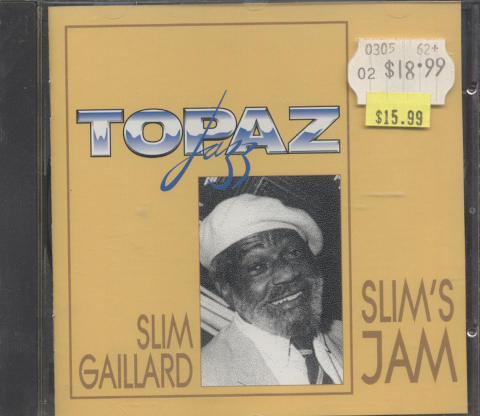 0305 62+
02 $18.99
$15.99
TOPAZ
Jazz
SLIM
GAILLARD
SLIM'S
JAM